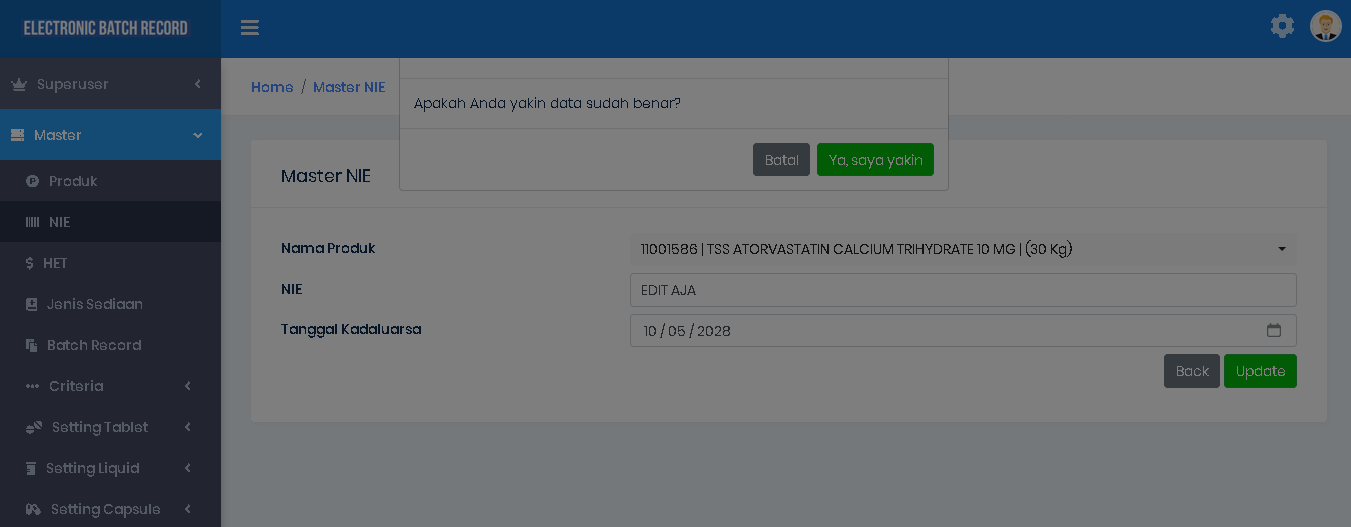 ELECTRONIC BATCH RECORD
Superuser
Master
Produk
NIE
$ HET
Jenis Sediaan
Batch Record
Criteria
Setting Tablet
Setting Liquid
Setting Capsule
Home / Master NIE
Apakah Anda yakin data sudah benar?
Batal Ya, saya yakin
Master NIE
Nama Produk 11001586 | TSS ATORVASTATIN CALCIUM TRIHYDRATE 10 MG | (30 Kg)
NIE EDIT AJA
Tanggal Kadaluarsa 10 / 05 / 2028
Back Update